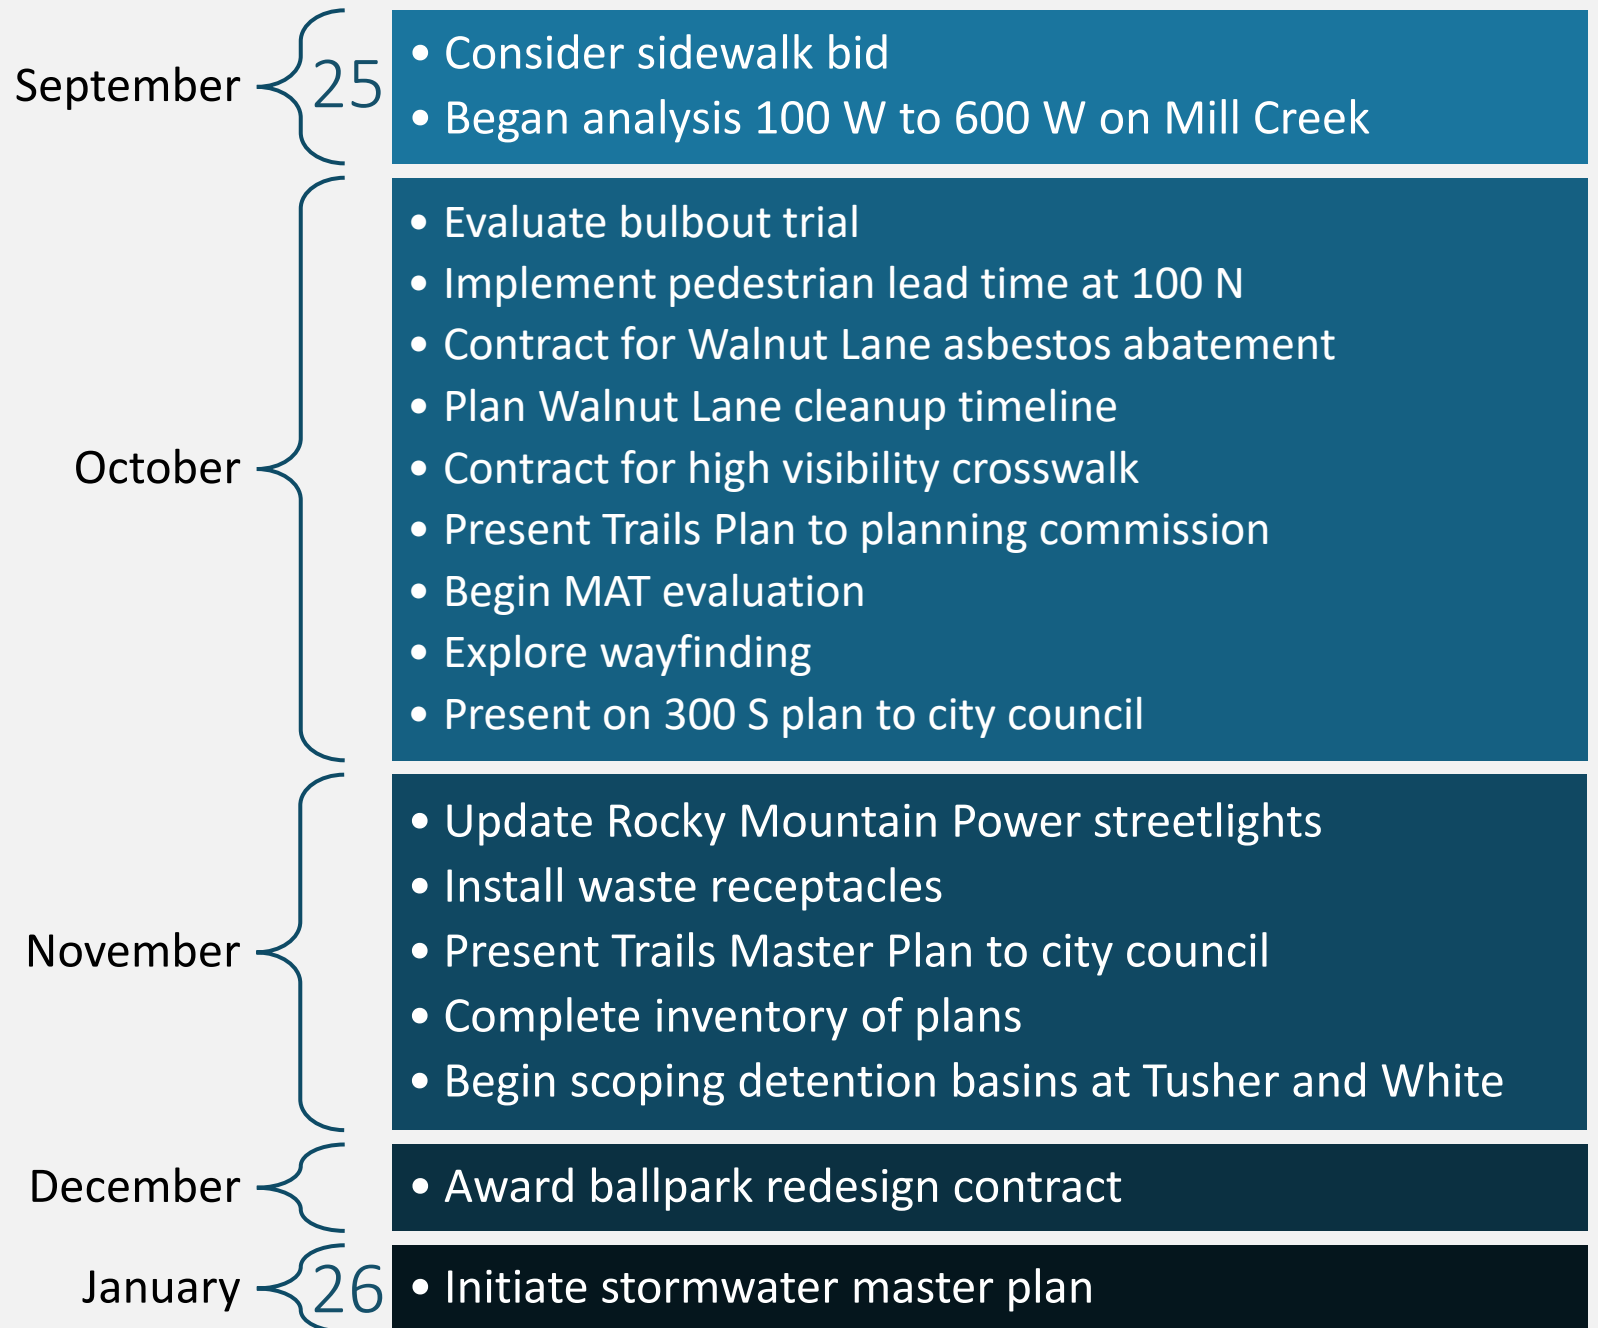 September
25
• Consider sidewalk bid
• Began analysis 100 W to 600 W on Mill Creek
October
• Evaluate bulbout trial
• Implement pedestrian lead time at 100 N
• Contract for Walnut Lane asbestos abatement
• Plan Walnut Lane cleanup timeline
• Contract for high visibility crosswalk
• Present Trails Plan to planning commission
• Begin MAT evaluation
• Explore wayfinding
• Present on 300 S plan to city council
November
• Update Rocky Mountain Power streetlights
• Install waste receptacles
• Present Trails Master Plan to city council
• Complete inventory of plans
• Begin scoping detention basins at Tusher and White
December
• Award ballpark redesign contract
January
26
• Initiate stormwater master plan